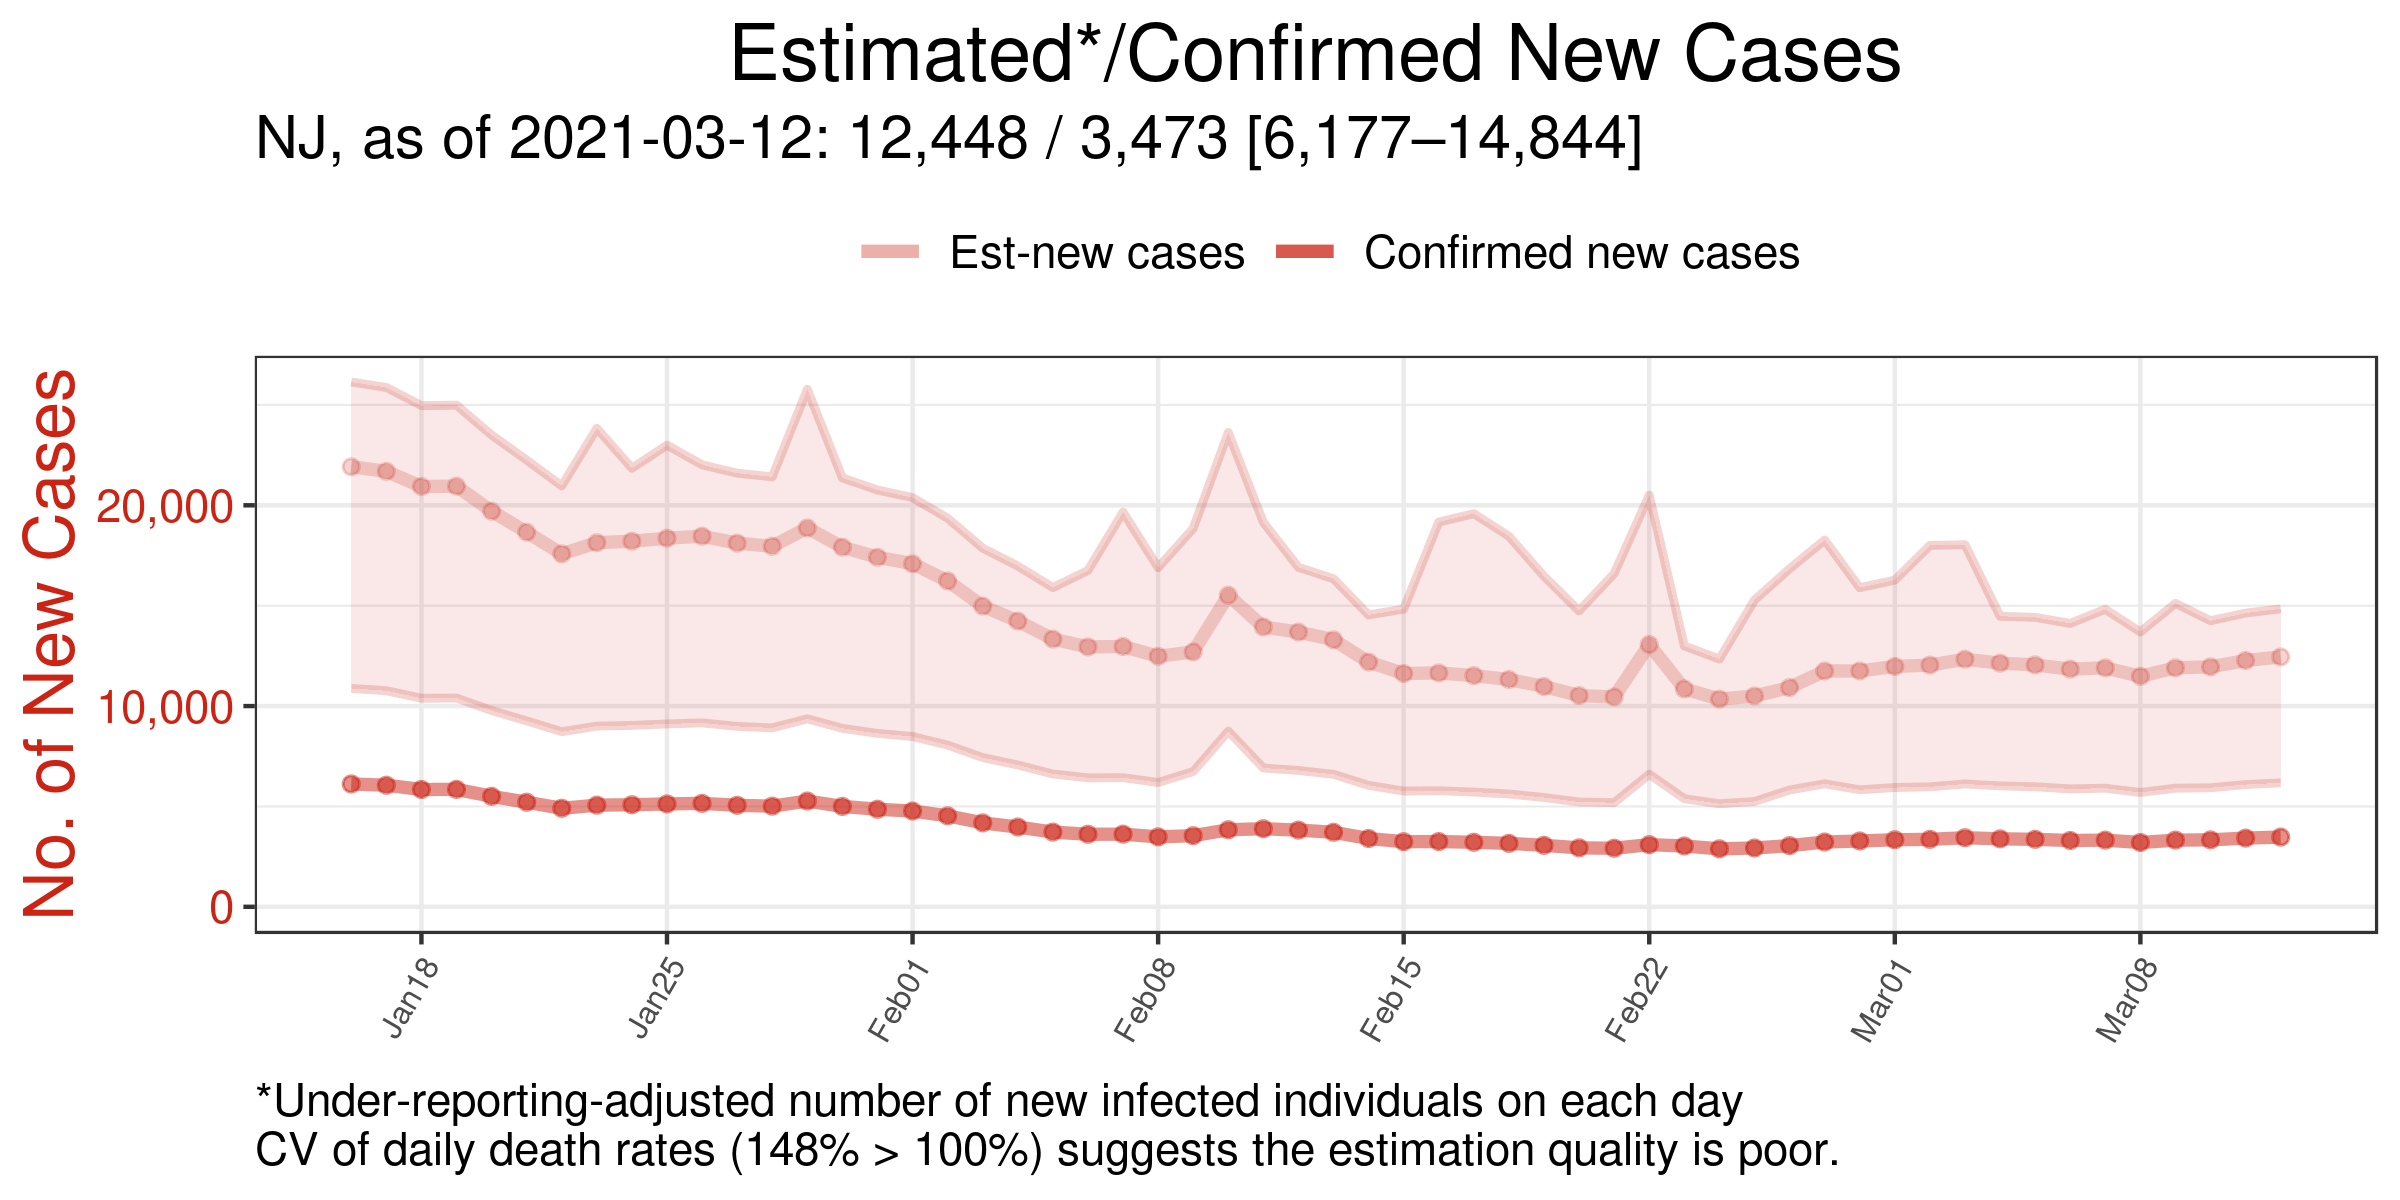 Estimated*/Confirmed New Cases
NJ, as of 2021-03-12: 12,448 / 3,473 [6,177–14,844]
Est-new cases
Confirmed new cases
No. of New Cases
20,000
10,000
0
Jan18
Jan25
Feb01
Feb08
Feb15
Feb22
Mar01
Mar08
*Under-reporting-adjusted number of new infected individuals on each day
CV of daily death rates (148% > 100%) suggests the estimation quality is poor.